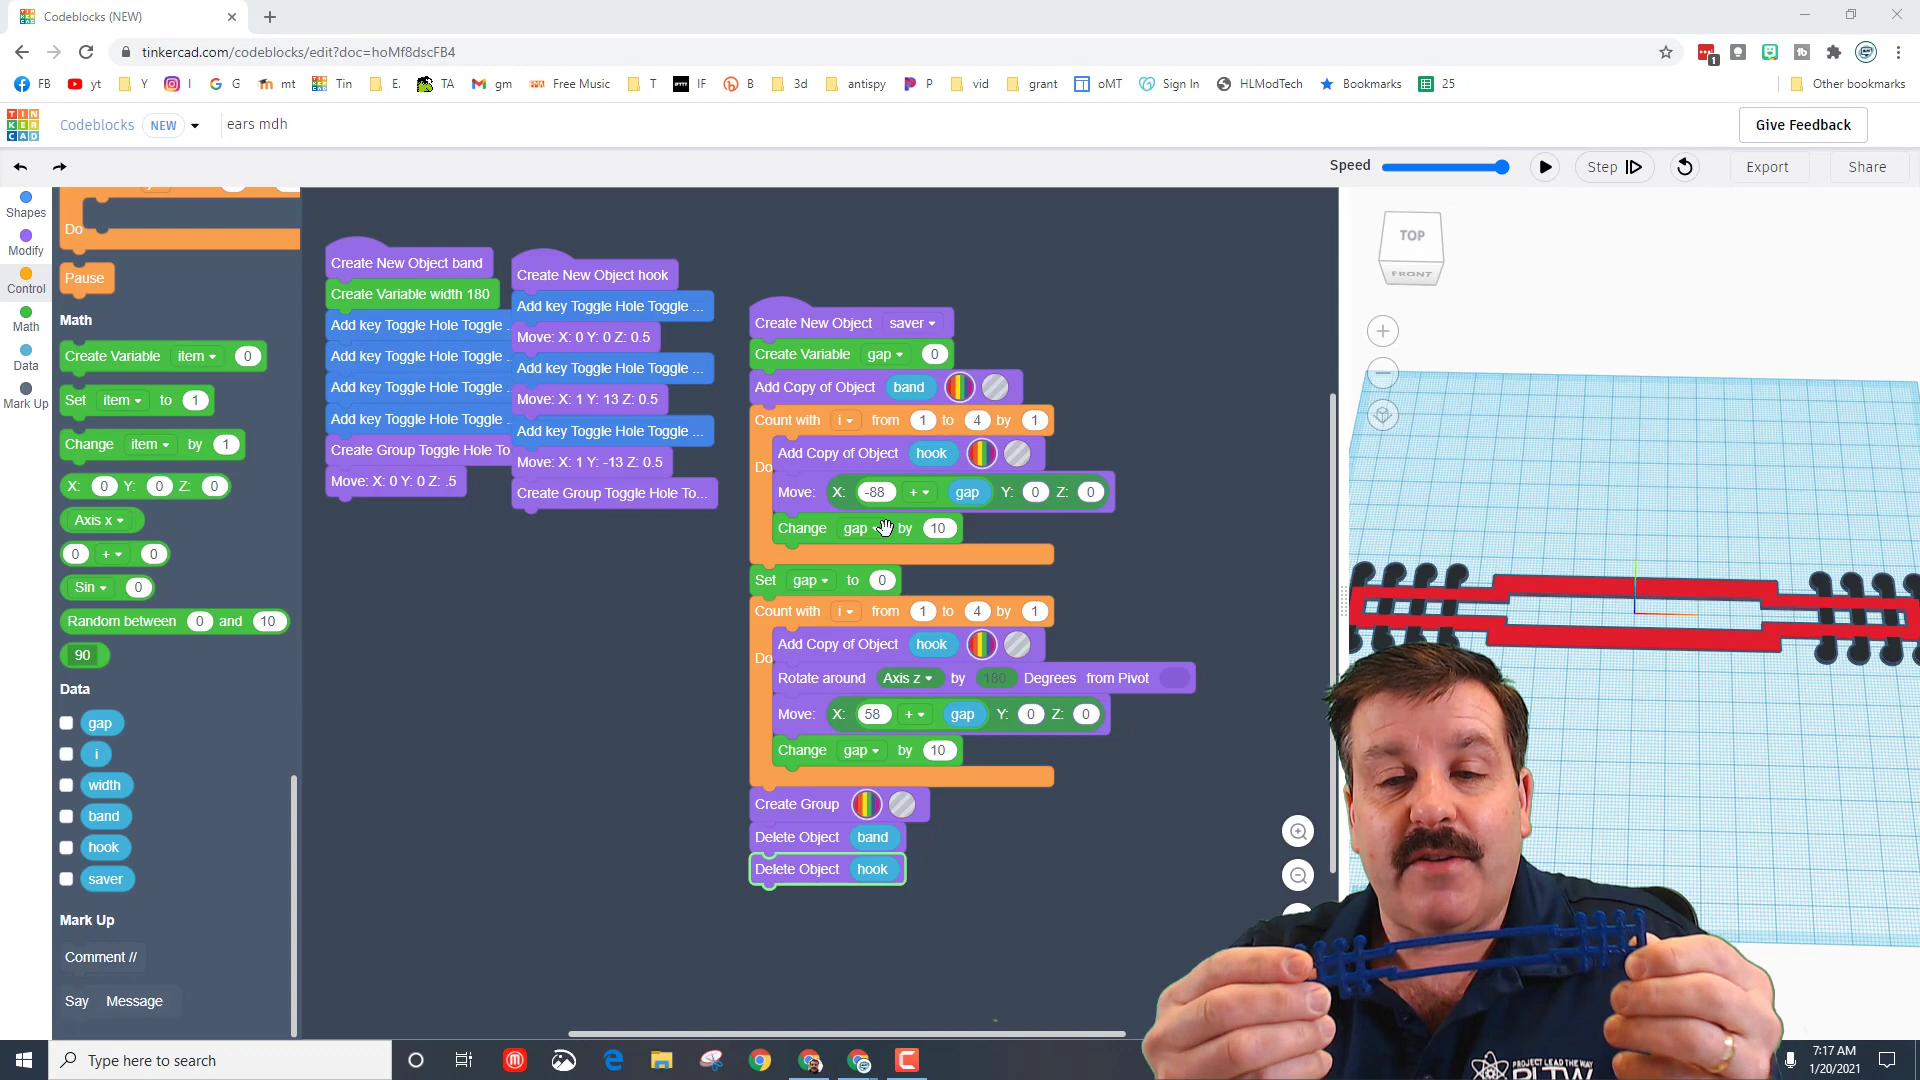 Codeblocks (NEW)
tinkercad.com/codeblocks/edit?doc=hoMf8dscFB4
FB yt Y I G mt Tin E. TA gm Free Music T IF B 3d antispy P vid grant oMT Sign In HLModTech Bookmarks 25 Other bookmarks
TIN KER CAD Codeblocks NEW ears mdh Give Feedback
Speed Step Export Share
Shapes
Modify
Control
Math
Data
Mark Up
Do
Pause
Math
Create Variable item 0
Set item to 1
Change item by 1
X: 0 Y: 0 Z: 0
Axis x
0 + 0
Sin 0
Random between 0 and 10
90
Data
gap
i
width
band
hook
saver
Mark Up
Comment //
Say Message
Create New Object band
Create Variable width 180
Add key Toggle Hole Toggle .
Add key Toggle Hole Toggle .
Add key Toggle Hole Toggle .
Add key Toggle Hole Toggle .
Create Group Toggle Hole To
Move: X: 0 Y: 0 Z: .5
Create New Object hook
Add key Toggle Hole Toggle ...
Move: X: 0 Y: 0 Z: 0.5
Add key Toggle Hole Toggle ...
Move: X: 1 Y: 13 Z: 0.5
Add key Toggle Hole Toggle ...
Move: X: 1 Y: -13 Z: 0.5
Create Group Toggle Hole To...
Create New Object saver
Create Variable gap 0
Add Copy of Object band
Count with i from 1 to 4 by 1
Do
Add Copy of Object hook
Move: X: -88 + gap Y: 0 Z: 0
Change gap by 10
Set gap to 0
Count with i from 1 to 4 by 1
Do
Add Copy of Object hook
Rotate around Axis z by 180 Degrees from Pivot
Move: X: 58 + gap Y: 0 Z: 0
Change gap by 10
Create Group
Delete Object band
Delete Object hook
TOP
FRONT
PROJECT LEAD THE WAY
PLTW
Type here to search
7:17 AM
1/20/2021